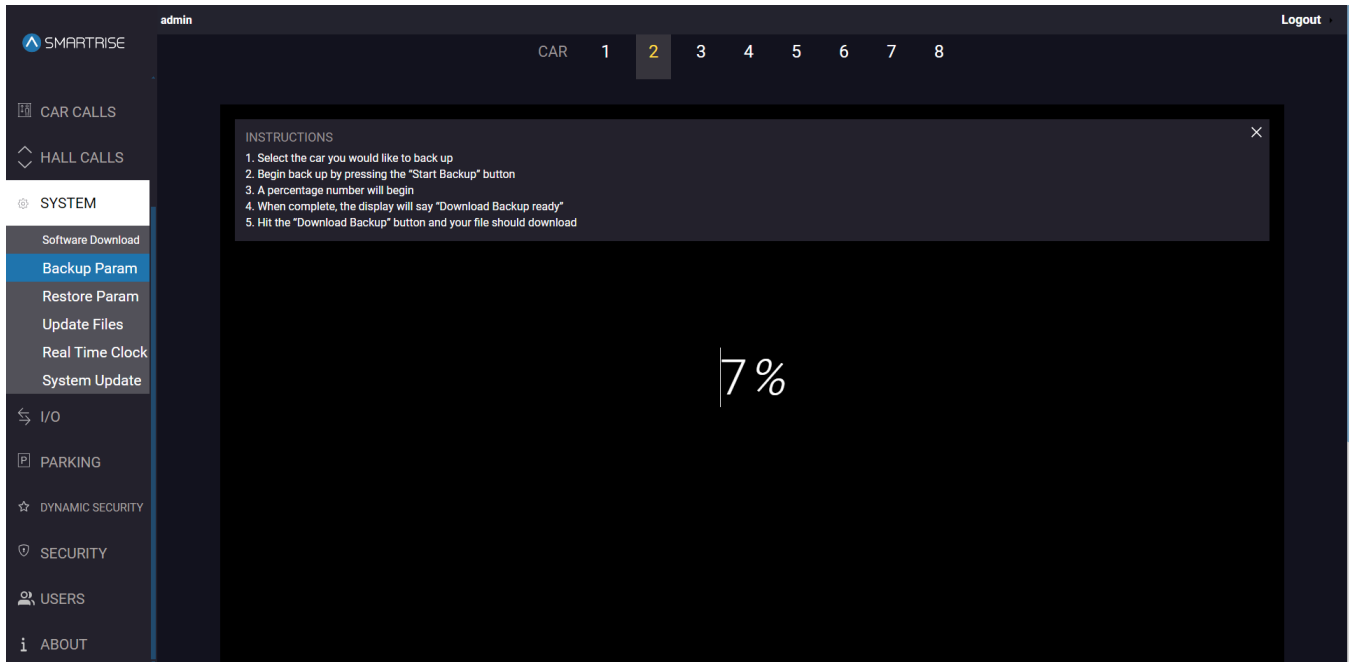 admin
Logout
SMARTRISE
CAR 1 2 3 4 5 6 7 8
CAR CALLS
HALL CALLS
SYSTEM
Software Download
Backup Param
Restore Param
Update Files
Real Time Clock
System Update
I/O
P PARKING
DYNAMIC SECURITY
SECURITY
USERS
i ABOUT
INSTRUCTIONS
1. Select the car you would like to back up
2. Begin back up by pressing the “Start Backup” button
3. A percentage number will begin
4. When complete, the display will say “Download Backup ready”
5. Hit the “Download Backup” button and your file should download
7%